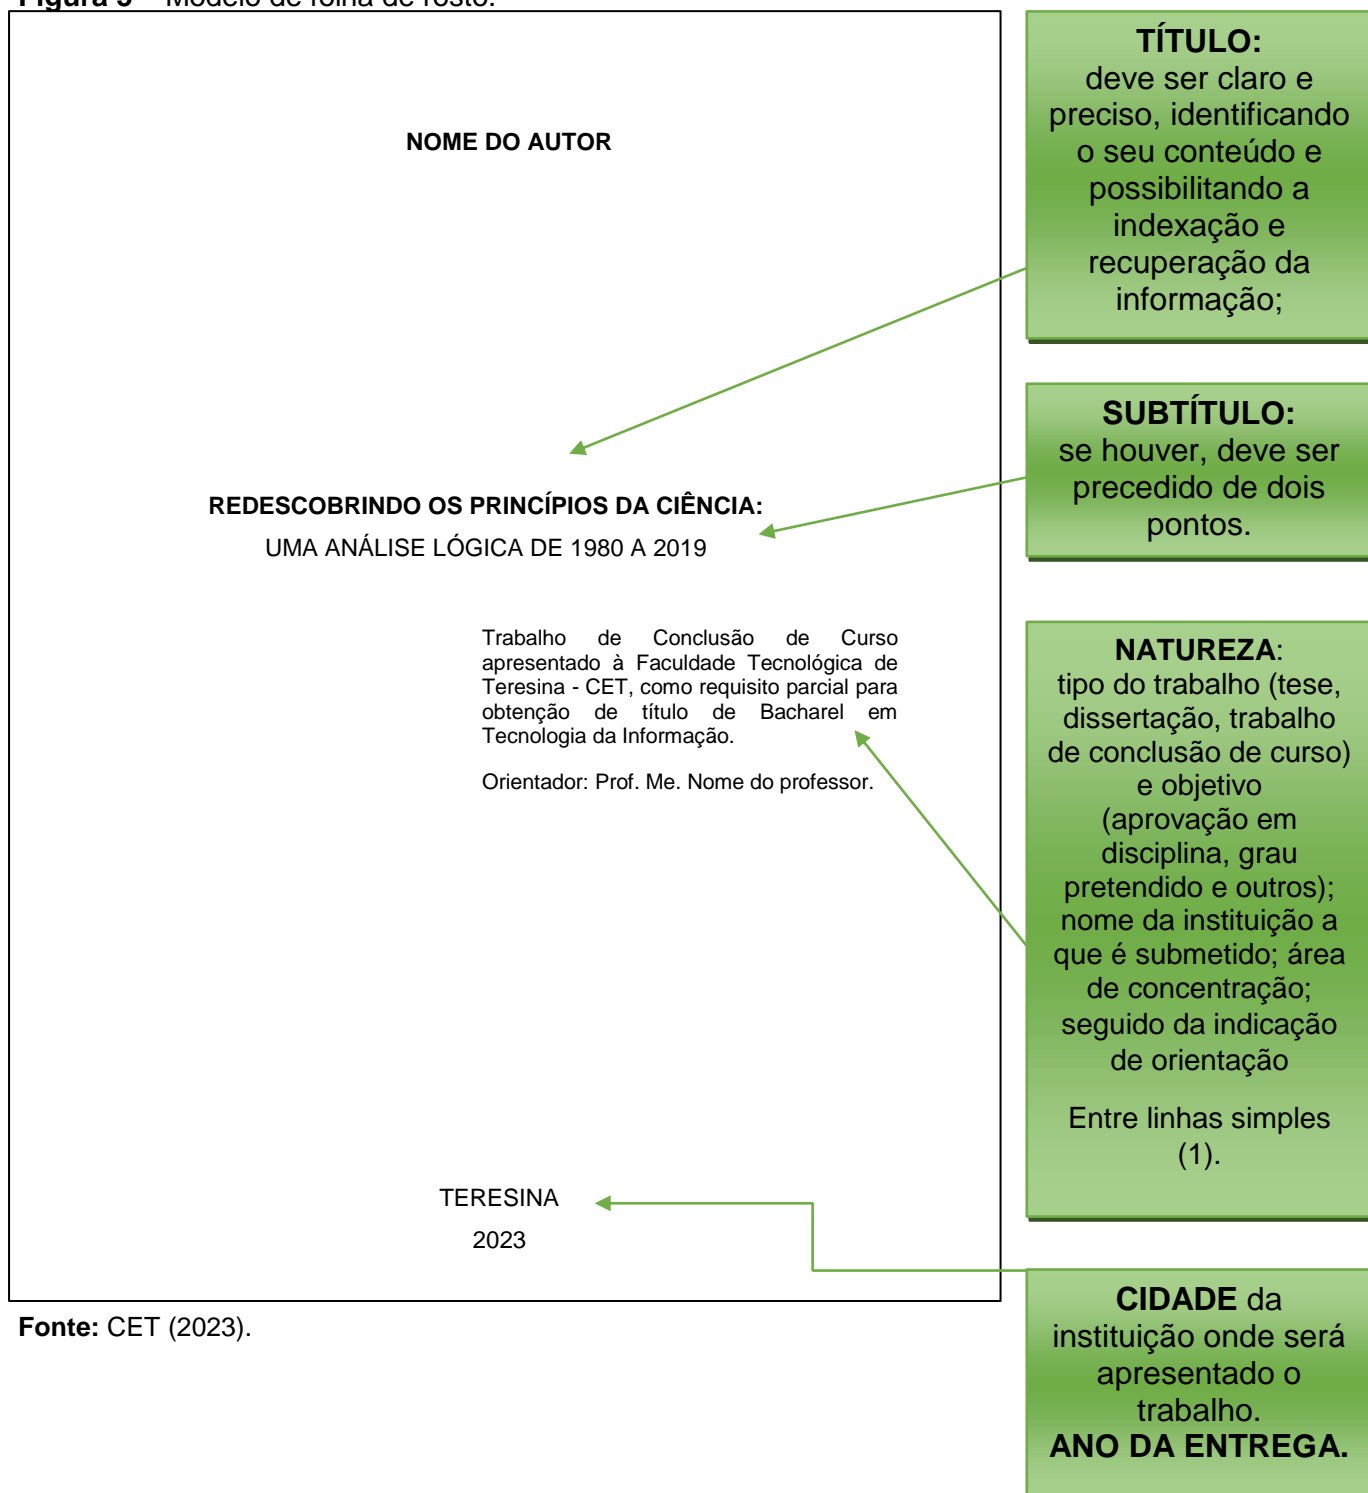 Figura 3 – Modelo de folha de rosto.
NOME DO AUTOR
REDESCOBRINDO OS PRINCÍPIOS DA CIÊNCIA:
UMA ANÁLISE LÓGICA DE 1980 A 2019
Trabalho de Conclusão de Curso
apresentado à Faculdade Tecnológica de
Teresina - CET, como requisito parcial para
obtenção de título de Bacharel em
Tecnologia da Informação.
Orientador: Prof. Me. Nome do professor.
TERESINA
2023
Fonte: CET (2023).
TÍTULO:
deve ser claro e
preciso, identificando
o seu conteúdo e
possibilitando a
indexação e
recuperação da
informação;
SUBTÍTULO:
se houver, deve ser
precedido de dois
pontos.
NATUREZA:
tipo do trabalho (tese,
dissertação, trabalho
de conclusão de curso)
e objetivo
(aprovação em
disciplina, grau
pretendido e outros);
nome da instituição a
que é submetido; área
de concentração;
seguido da indicação
de orientação
Entre linhas simples
(1).
CIDADE da
instituição onde será
apresentado o
trabalho.
ANO DA ENTREGA.